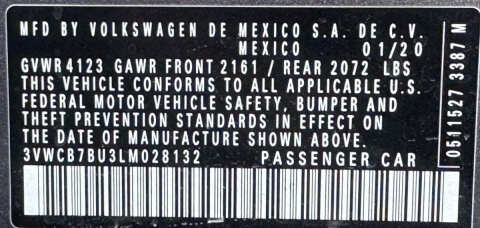 MFD BY VOLKSWAGEN DE MEXICO S.A. DE C.V.
MEXICO 01/20
GVWR 4123 GAWR FRONT 2161 / REAR 2072 LBS
THIS VEHICLE CONFORMS TO ALL APPLICABLE U.S.
FEDERAL MOTOR VEHICLE SAFETY, BUMPER AND
THEFT PREVENTION STANDARDS IN EFFECT ON
THE DATE OF MANUFACTURE SHOWN ABOVE.
3VWCB7BU3LM028132 PASSENGER CAR
0511527 3387 M